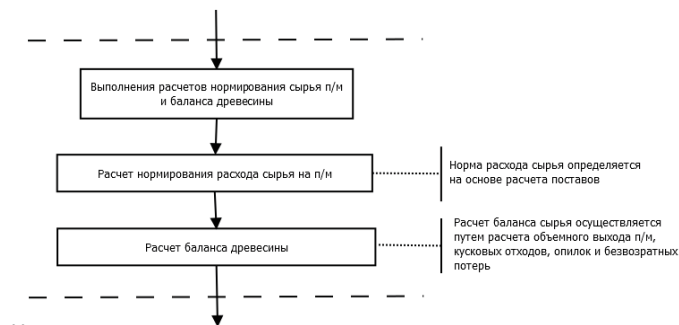 Выполнения расчетов нормирования сырья п/м
и баланса древесины
Расчет нормирования расхода сырья на п/м
Норма расхода сырья определяется
на основе расчета поставов
Расчет баланса древесины
Расчет баланса сырья осуществляется
путем расчета объемного выхода п/м,
кусковых отходов, опилок и безвозратных
потерь